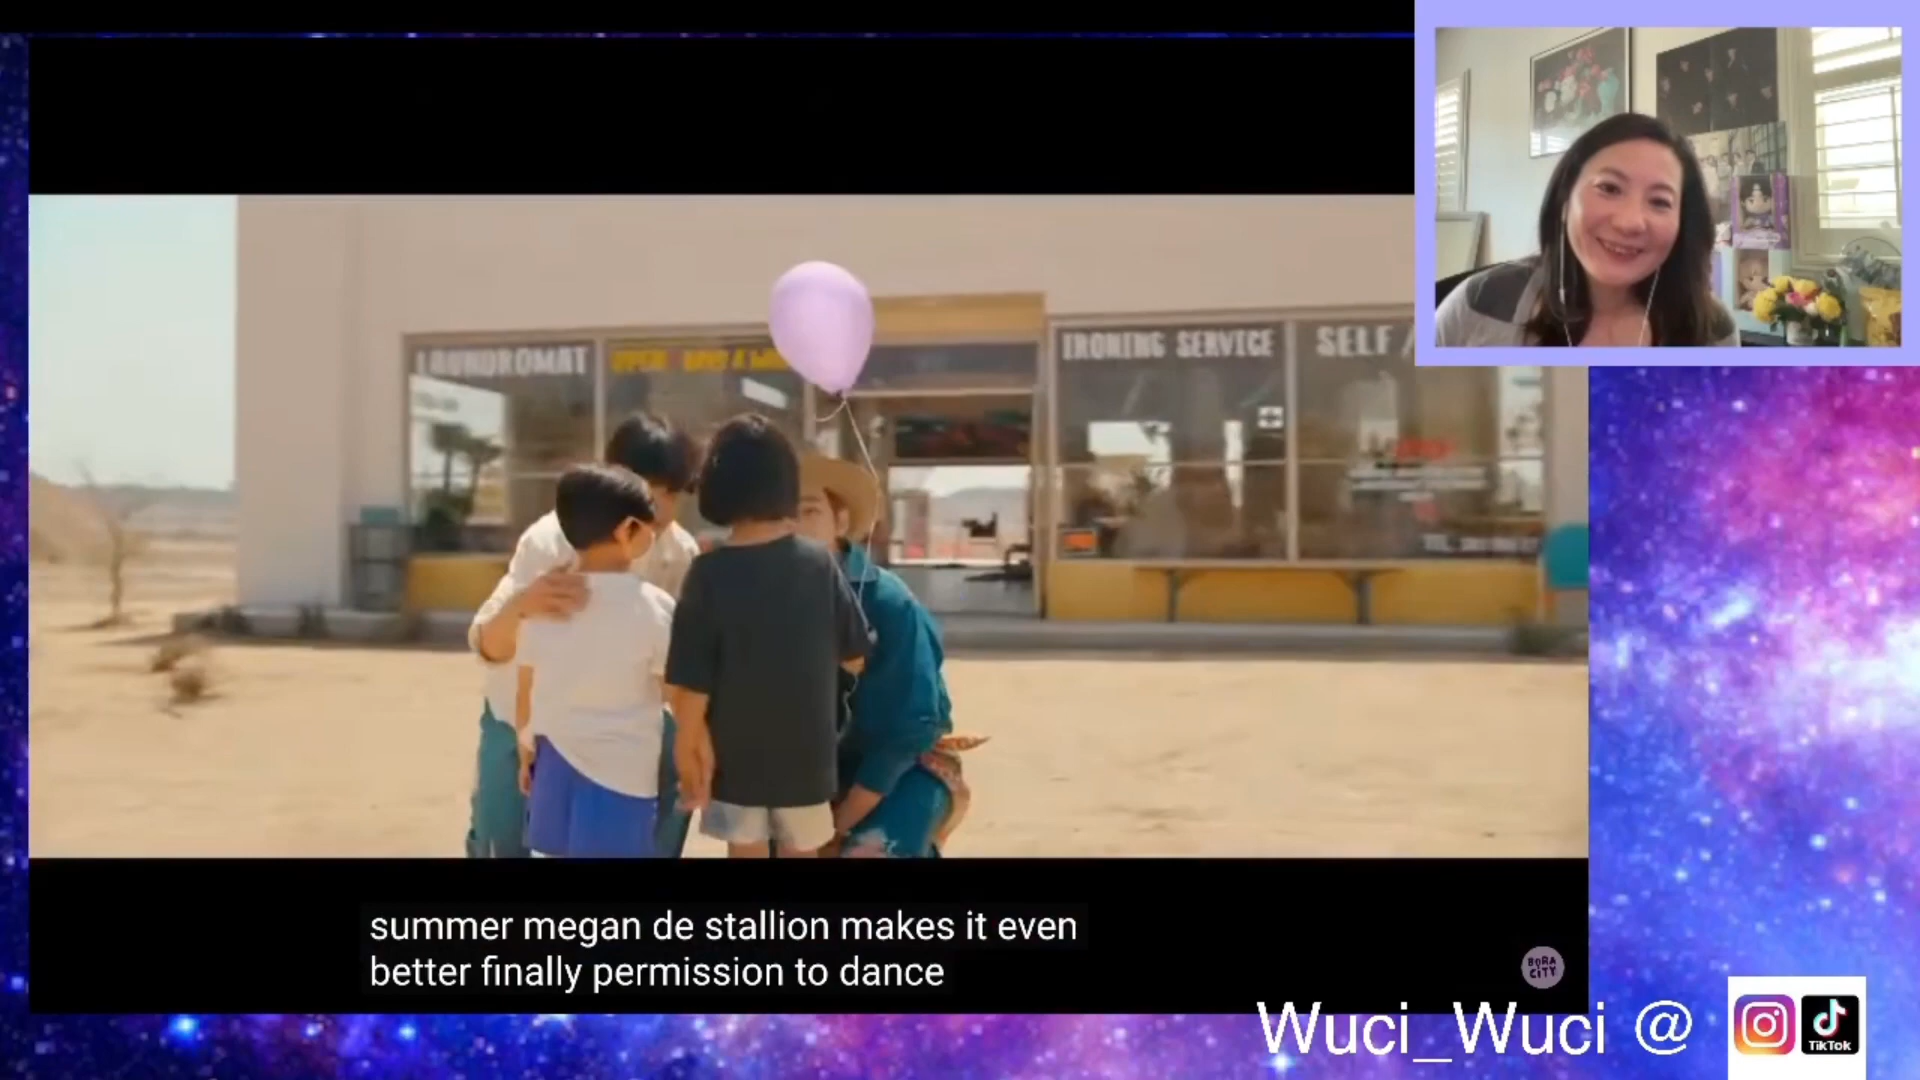 LAUNDROMAT
IRONING SERVICE
SELF /
summer megan de stallion makes it even
better finally permission to dance
BORA
CITY
Wuci_Wuci @
TikTok